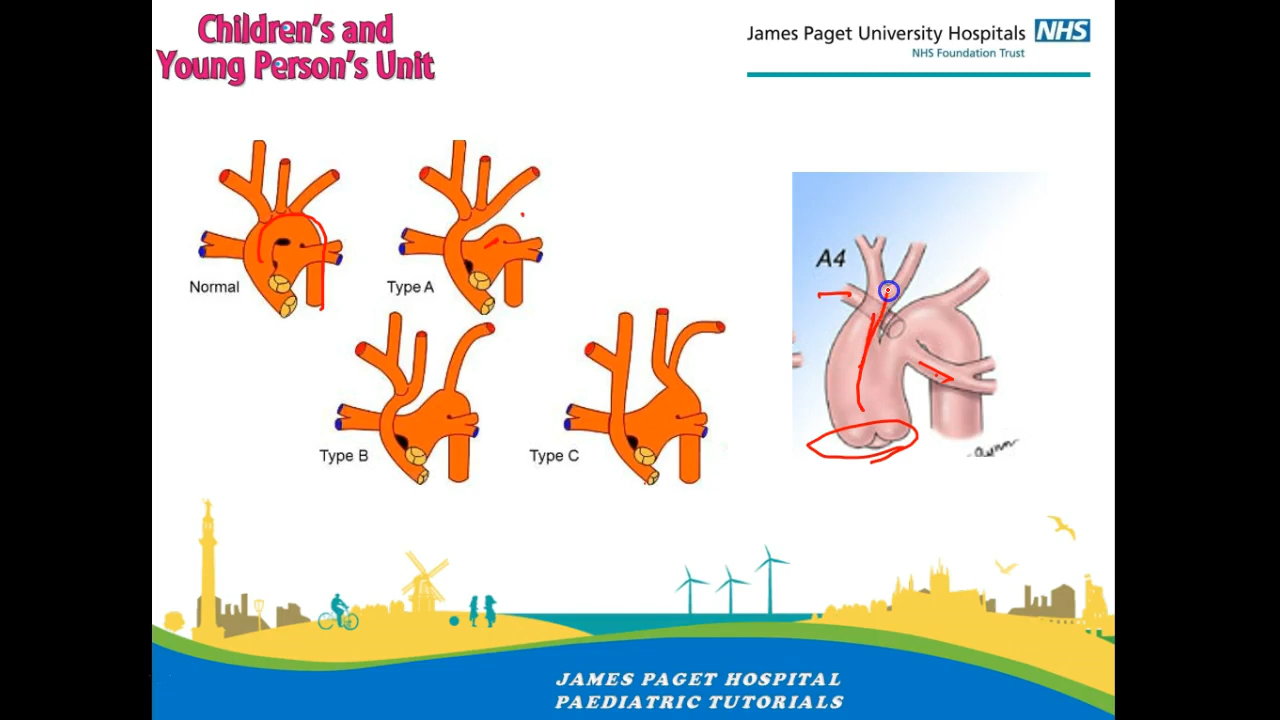 Children's and
Young Person's Unit
James Paget University Hospitals NHS
NHS Foundation Trust
Normal
Type A
A4
Type B
Type C
JAMES PAGET HOSPITAL
PAEDIATRIC TUTORIALS